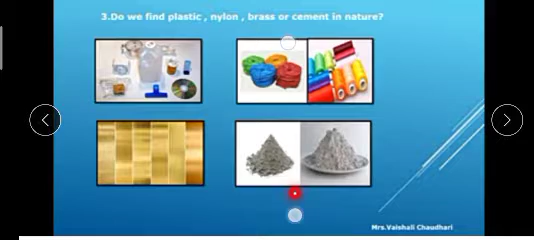 3.Do we find plastic , nylon , brass or cement in nature?
Mrs.Vaishali Chaudhari